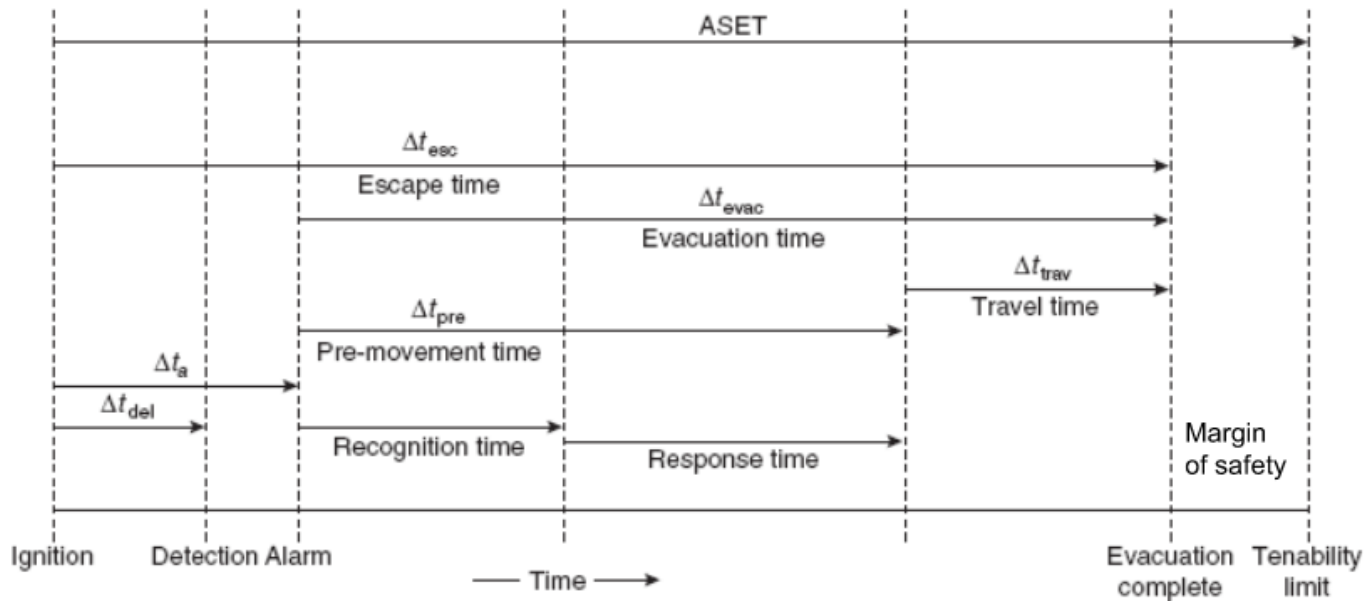 ASET
Δt_esc
Escape time
Δt_evac
Evacuation time
Δt_trav
Travel time
Δt_pre
Pre-movement time
Δt_a
Δt_del
Recognition time
Response time
Margin
of safety
Ignition
Detection
Alarm
Time
Evacuation
complete
Tenability
limit